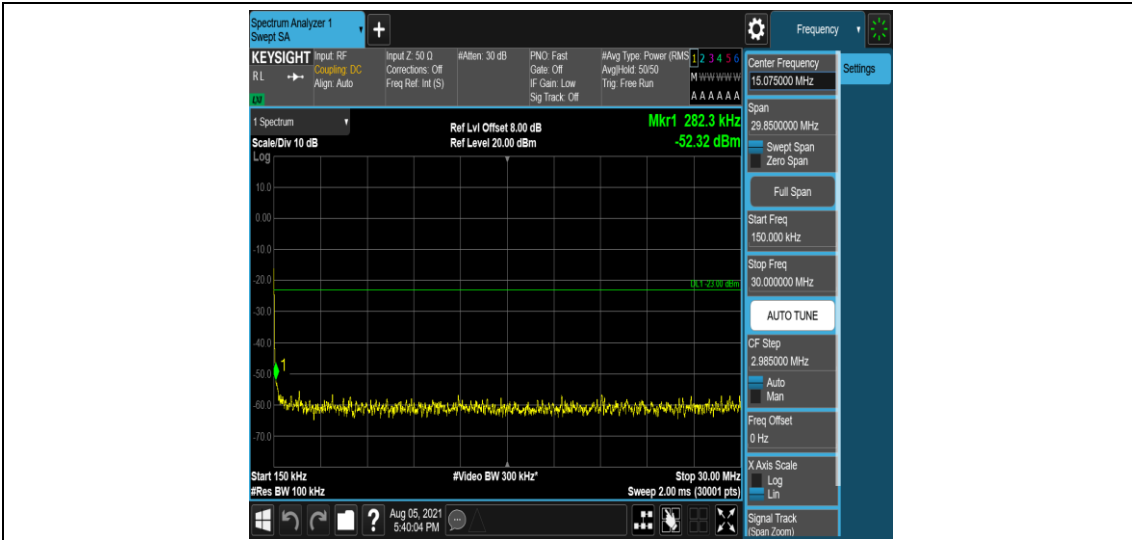 Spectrum Analyzer 1
Swept SA
Frequency
KEYSIGHT
RL
LXI
Input: RF
Coupling: DC
Align: Auto
Input Z: 50 Ω
Corrections: Off
Freq Ref: Int (S)
#Atten: 30 dB
PNO: Fast
Gate: Off
IF Gain: Low
Sig Track: Off
#Avg Type: Power (RMS
Avg|Hold: 50/50
Trig: Free Run
1 2 3 4 5 6
M W W W W W
A A A A A A
1 Spectrum
Scale/Div 10 dB
Log
Ref Lvl Offset 8.00 dB
Ref Level 20.00 dBm
Mkr1 282.3 kHz
-52.32 dBm
10.0
0.00
-10.0
-20.0
DL1 -23.00 dBm
-30.0
-40.0
1
-50.0
-60.0
-70.0
Start 150 kHz
#Res BW 100 kHz
#Video BW 300 kHz*
Stop 30.00 MHz
Sweep 2.00 ms (30001 pts)
?
Aug 05, 2021
5:40:04 PM
Center Frequency
15.075000 MHz
Settings
Span
29.8500000 MHz
Swept Span
Zero Span
Full Span
Start Freq
150.000 kHz
Stop Freq
30.000000 MHz
AUTO TUNE
CF Step
2.985000 MHz
Auto
Man
Freq Offset
0 Hz
X Axis Scale
Log
Lin
Signal Track
(Span Zoom)